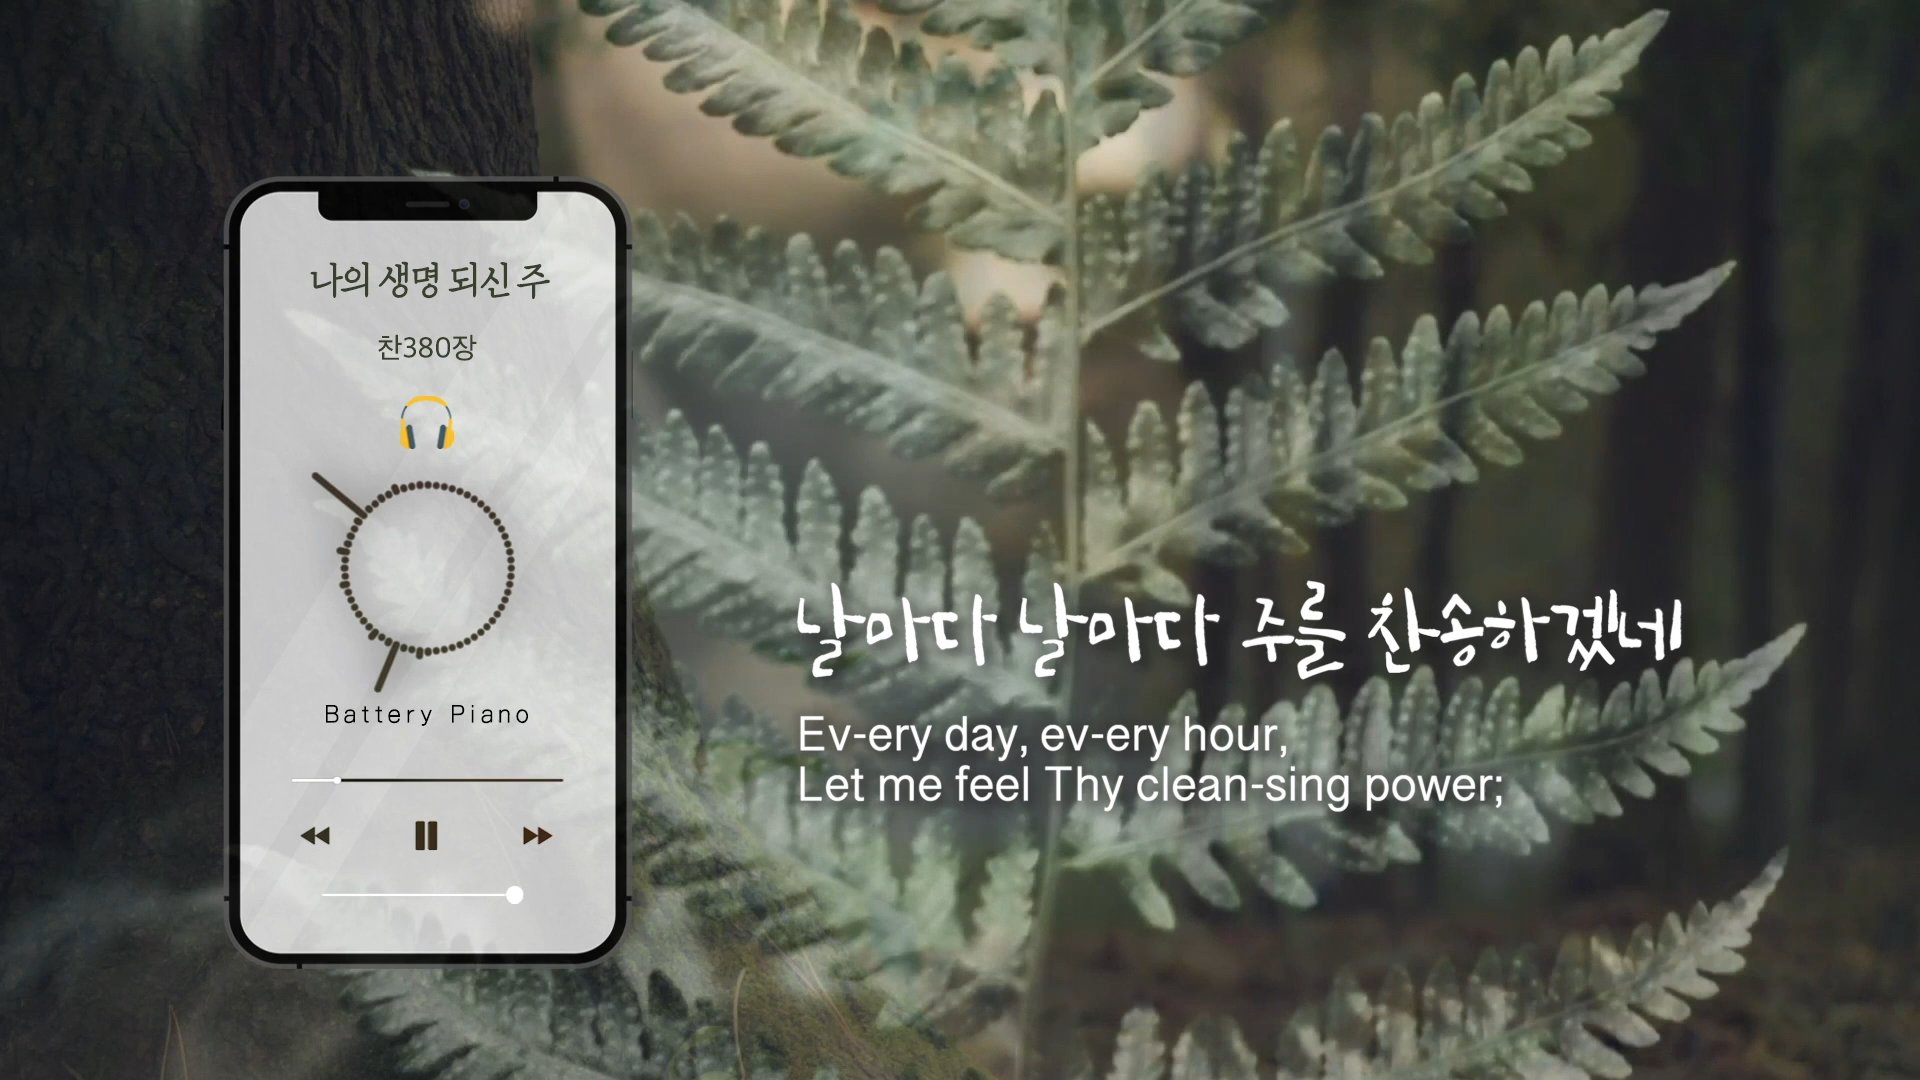 나의 생명 되신 주
찬380장
Battery Piano
날마다 날마다 주를 찬송하겠네
Ev-ery day, ev-ery hour,
Let me feel Thy clean-sing power;